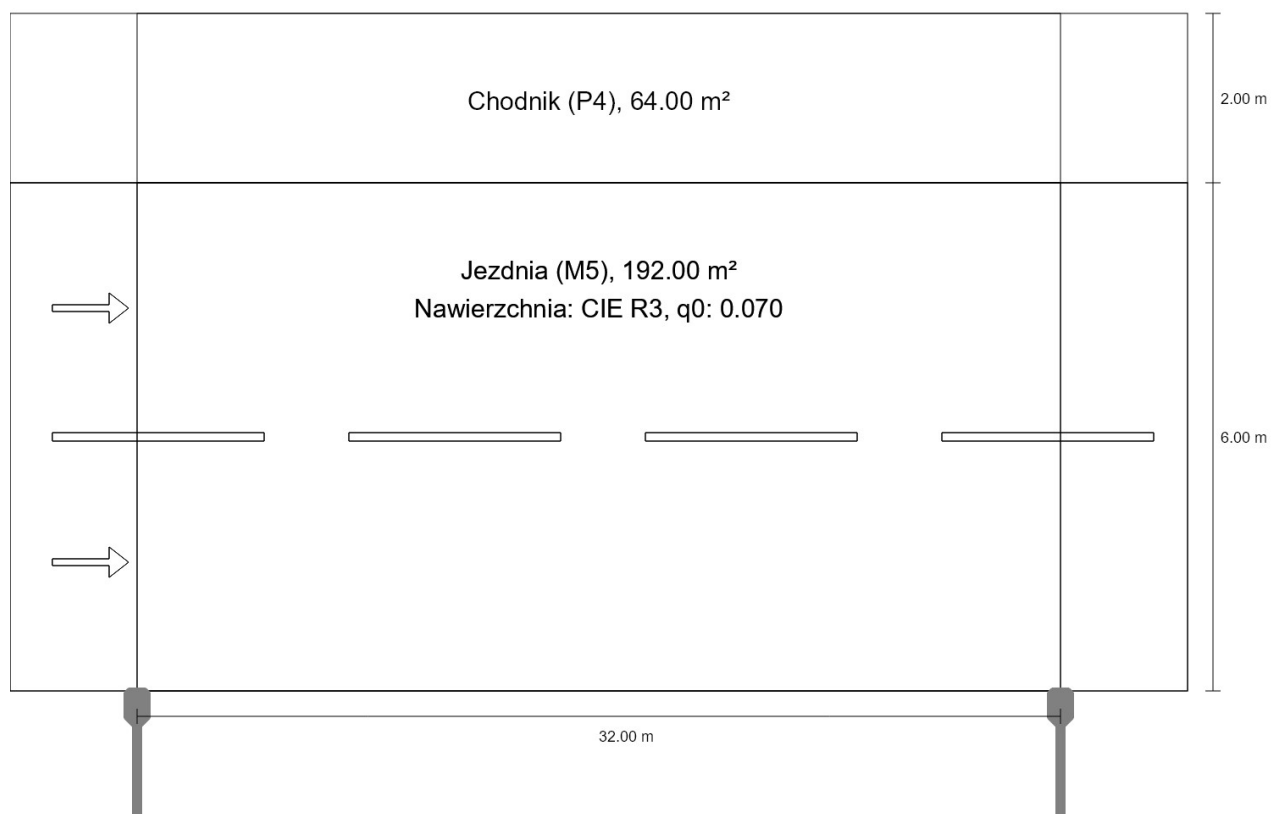 Chodnik (P4), 64.00 m²
2.00 m
Jezdnia (M5), 192.00 m²
Nawierzchnia: CIE R3, q0: 0.070
6.00 m
32.00 m